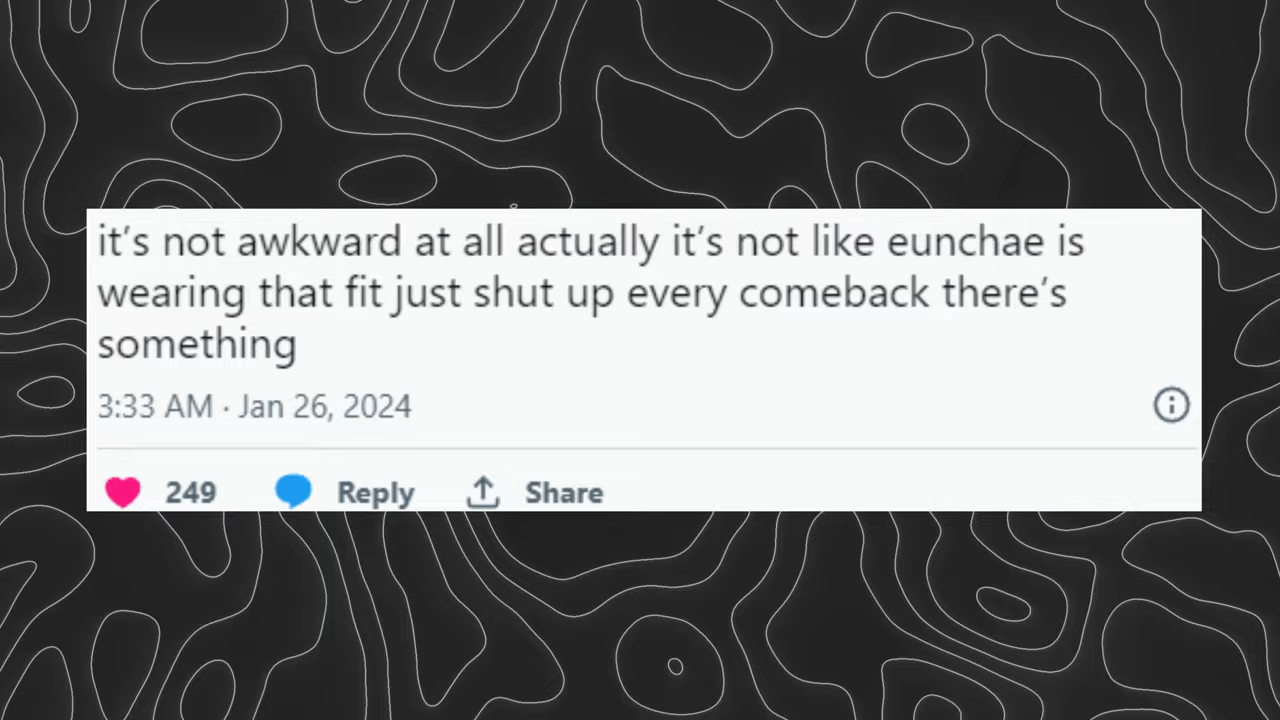 it’s not awkward at all actually it’s not like eunchae is
wearing that fit just shut up every comeback there’s
something
3:33 AM · Jan 26, 2024
249 Reply Share